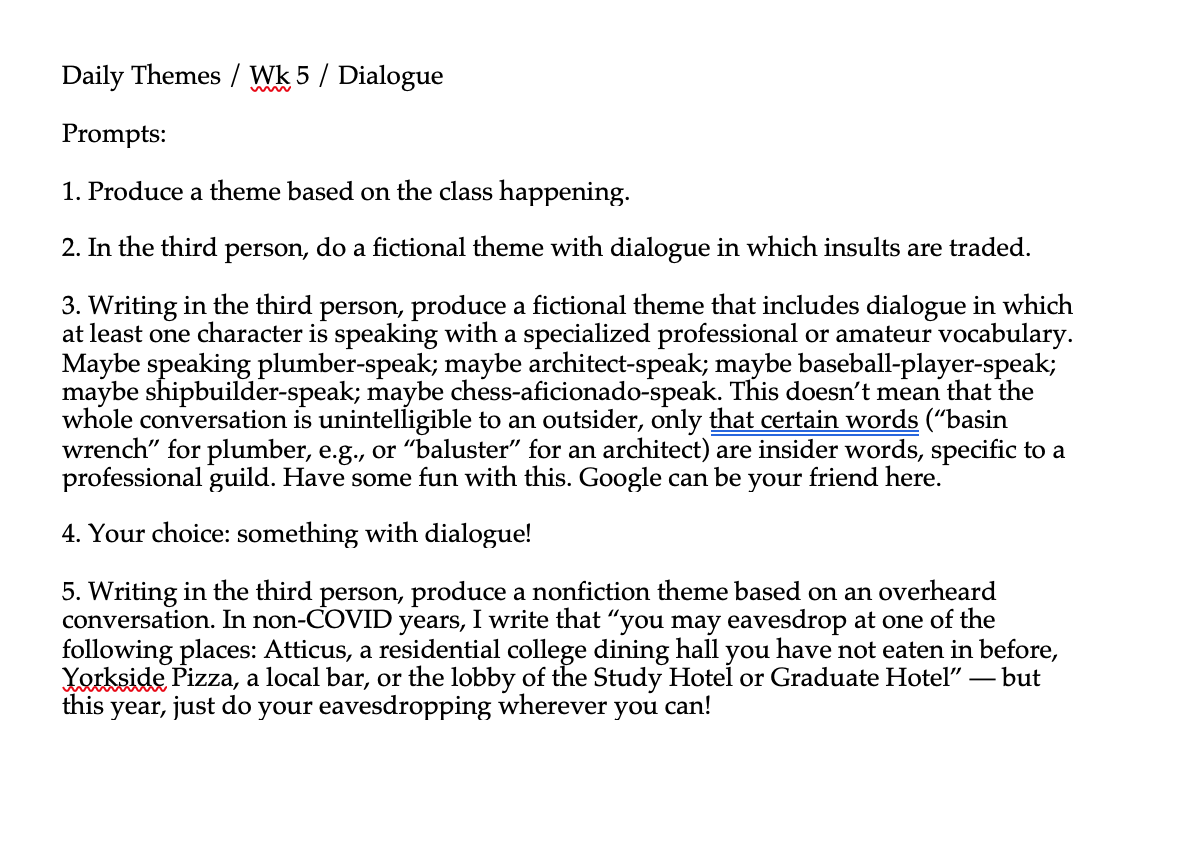 Daily Themes / Wk 5 / Dialogue
Prompts:
1. Produce a theme based on the class happening.
2. In the third person, do a fictional theme with dialogue in which insults are traded.
3. Writing in the third person, produce a fictional theme that includes dialogue in which
at least one character is speaking with a specialized professional or amateur vocabulary.
Maybe speaking plumber-speak; maybe architect-speak; maybe baseball-player-speak;
maybe shipbuilder-speak; maybe chess-aficionado-speak. This doesn’t mean that the
whole conversation is unintelligible to an outsider, only that certain words (“basin
wrench” for plumber, e.g., or “baluster” for an architect) are insider words, specific to a
professional guild. Have some fun with this. Google can be your friend here.
4. Your choice: something with dialogue!
5. Writing in the third person, produce a nonfiction theme based on an overheard
conversation. In non-COVID years, I write that “you may eavesdrop at one of the
following places: Atticus, a residential college dining hall you have not eaten in before,
Yorkside Pizza, a local bar, or the lobby of the Study Hotel or Graduate Hotel” — but
this year, just do your eavesdropping wherever you can!